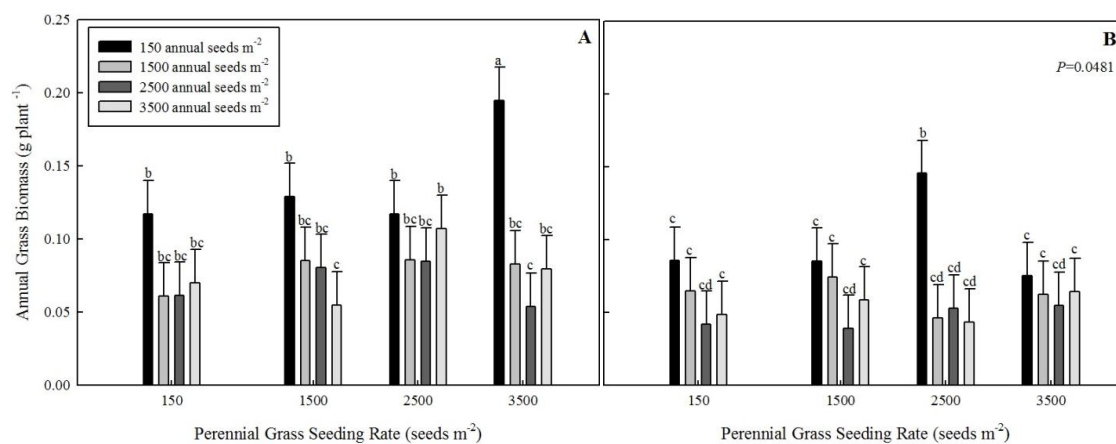 A
150 annual seeds m⁻²
1500 annual seeds m⁻²
2500 annual seeds m⁻²
3500 annual seeds m⁻²
Annual Grass Biomass (g plant ⁻¹)
0.25
0.20
0.15
0.10
0.05
0.00
b
bc
bc
bc
b
bc
bc
c
b
bc
bc
b
a
bc
c
bc
150
1500
2500
3500
Perennial Grass Seeding Rate (seeds m⁻²)
B
P=0.0481
c
c
cd
cd
c
c
cd
c
b
cd
cd
cd
c
c
cd
c
150
1500
2500
3500
Perennial Grass Seeding Rate (seeds m⁻²)